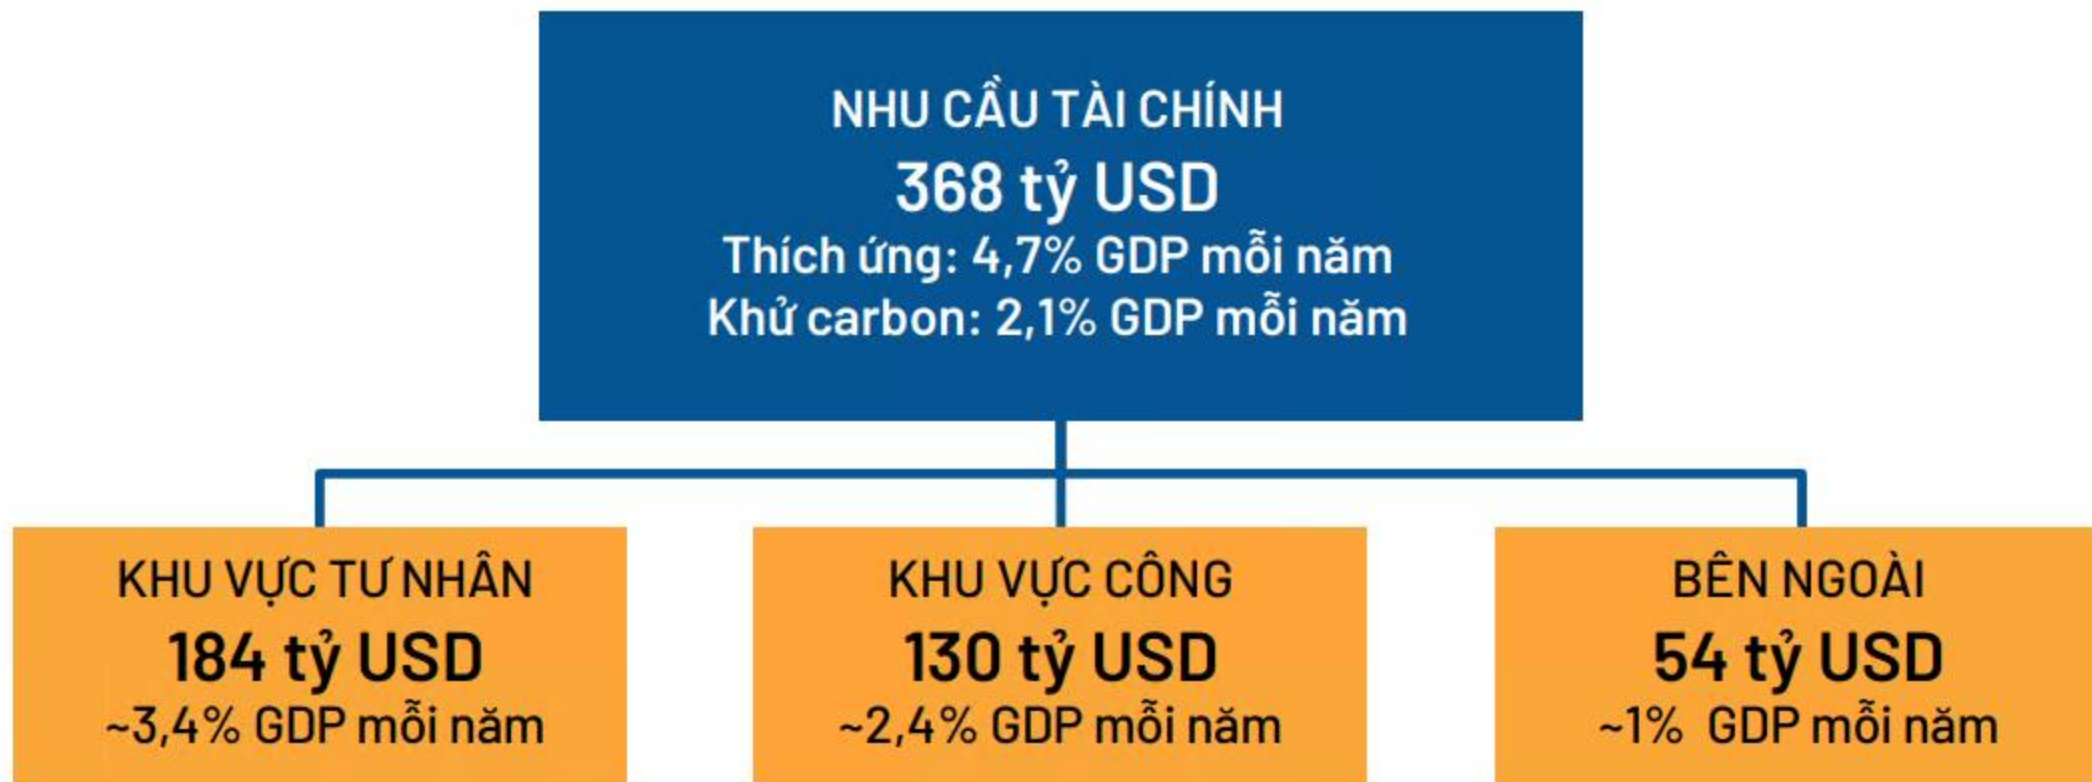 NHU CẦU TÀI CHÍNH
368 tỷ USD
Thích ứng: 4,7% GDP mỗi năm
Khử carbon: 2,1% GDP mỗi năm
KHU VỰC TƯ NHÂN
184 tỷ USD
~3,4% GDP mỗi năm
KHU VỰC CÔNG
130 tỷ USD
~2,4% GDP mỗi năm
BÊN NGOÀI
54 tỷ USD
~1% GDP mỗi năm